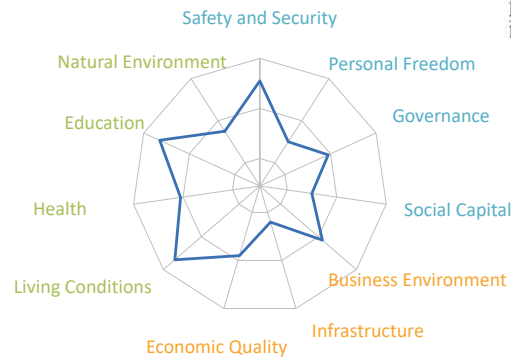 Safety and Security
Natural Environment
Personal Freedom
Education
Governance
Health
Social Capital
Living Conditions
Business Environment
Infrastructure
Economic Quality